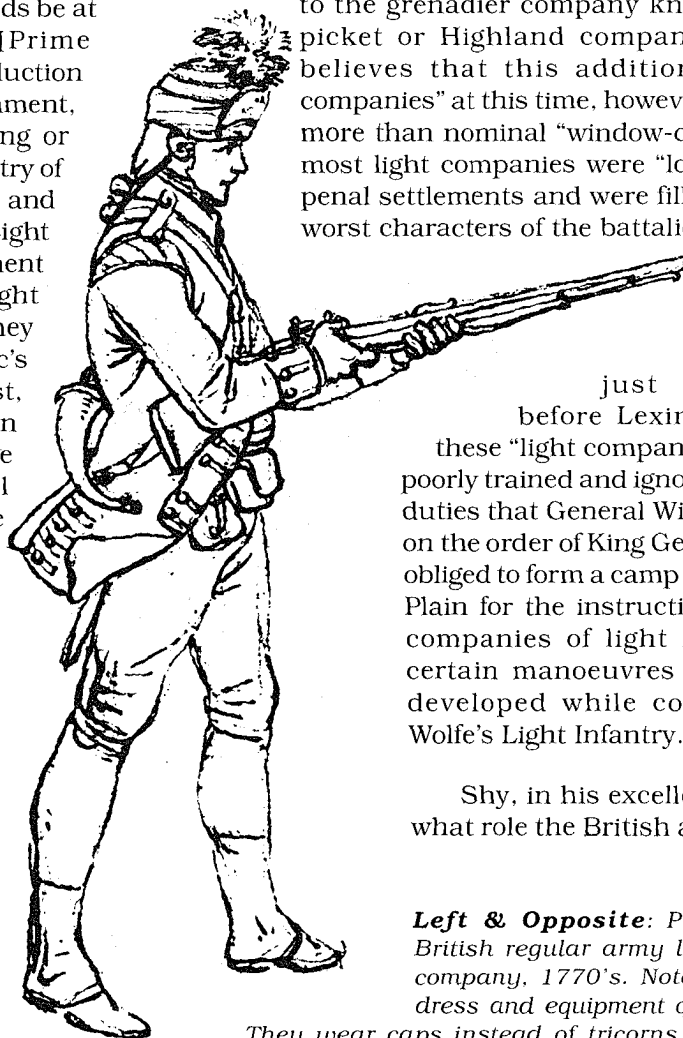 ds be at
[Prime
luction
ament,
ng or
try of
and
ight
nent
ght
ney
c's
st,
n
e
l
e
to the grenadier company kn
picket or Highland compan
believes that this addition
companies" at this time, howev
more than nominal "window-d
most light companies were "lo
penal settlements and were fill
worst characters of the battali
just
before Lexin
these "light compan
poorly trained and igno
duties that General Wi
on the order of King Ge
obliged to form a camp
Plain for the instructi
companies of light
certain manoeuvres
developed while co
Wolfe's Light Infantry.
Shy, in his excelle
what role the British a
Left & Opposite: P
British regular army l
company, 1770's. Note
dress and equipment o
They wear caps instead of tricorns